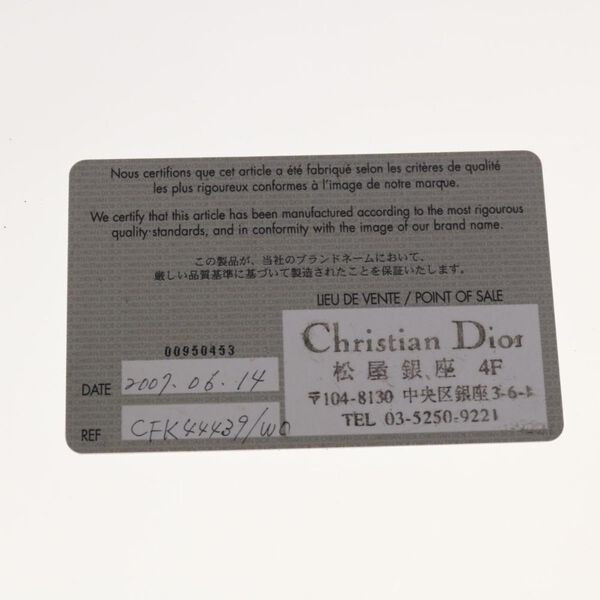 Nous certifions que cet article a été fabriqué selon les critères de qualité
les plus rigoureux conformes à l'image de notre marque.
We certify that this article has been manufactured according to the most rigourous
quality standards, and in conformity with the image of our brand name.
この製品が、当社のブランドネームにおいて、
厳しい品質基準に基づいて製造されたことを保証いたします。
LIEU DE VENTE / POINT OF SALE
Christian Dior
松屋銀座 4F
〒104-8130 中央区銀座3-6-1
TEL 03-5250-9221
00950453
DATE 2007.06.14
REF CFK44439/W0